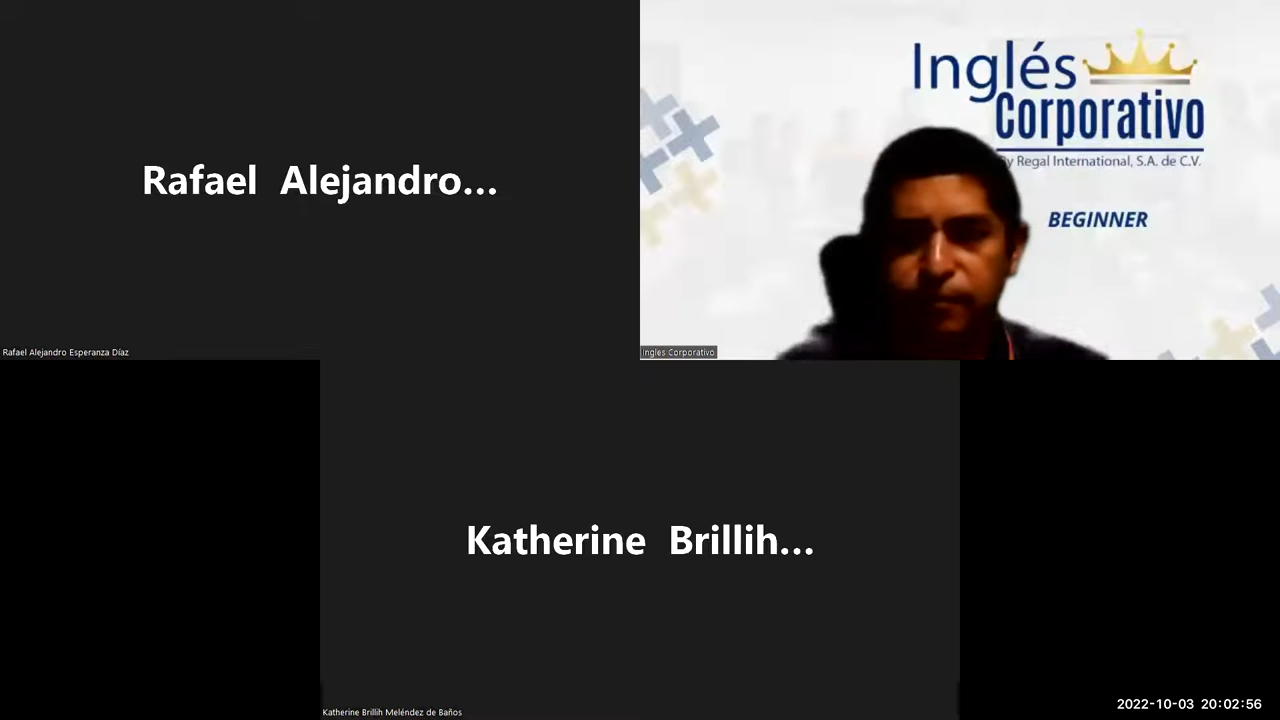 Rafael Alejandro...
Rafael Alejandro Esperanza Díaz
Inglés
Corporativo
By Regal International, S.A. de C.V.
BEGINNER
Ingles Corporativo
Katherine Brillih...
Katherine Brillih Meléndez de Baños
2022-10-03 20:02:56